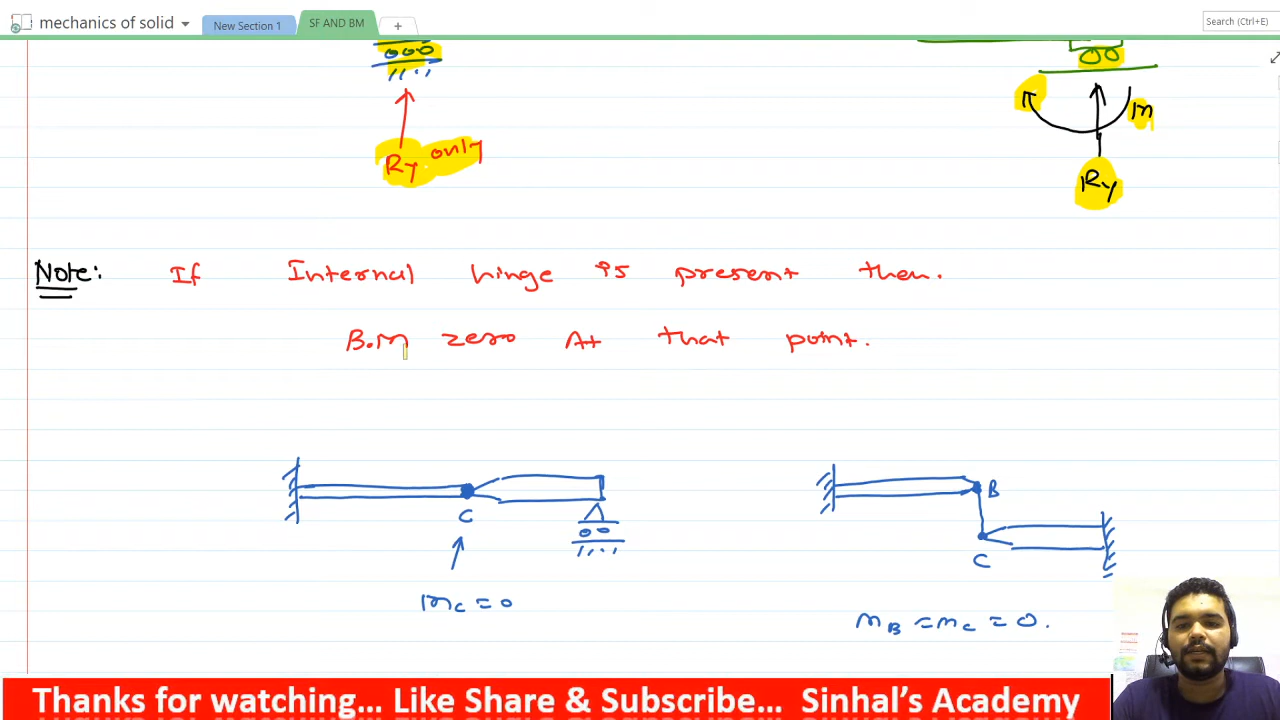 mechanics of solid
New Section 1
SF AND BM
+
Search (Ctrl+E)
Ry only
m
Ry
Note: If Internal hinge is present then.
B.M zero At that point.
C
mc = 0
B
C
mB = mc = 0.
Thanks for watching... Like Share & Subscribe... Sinhal's Academy